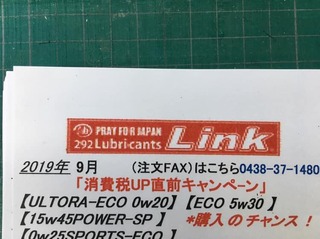 PRAY FOR JAPAN
292 Lubricants Link
2019年 9月 (注文FAX)はこちら0438-37-1480
「消費税UP直前キャンペーン」
【ULTORA-ECO 0w20】【ECO 5w30 】
【15w45POWER-SP 】 *購入のチャンス!
【0w25SPORTS-ECO 】